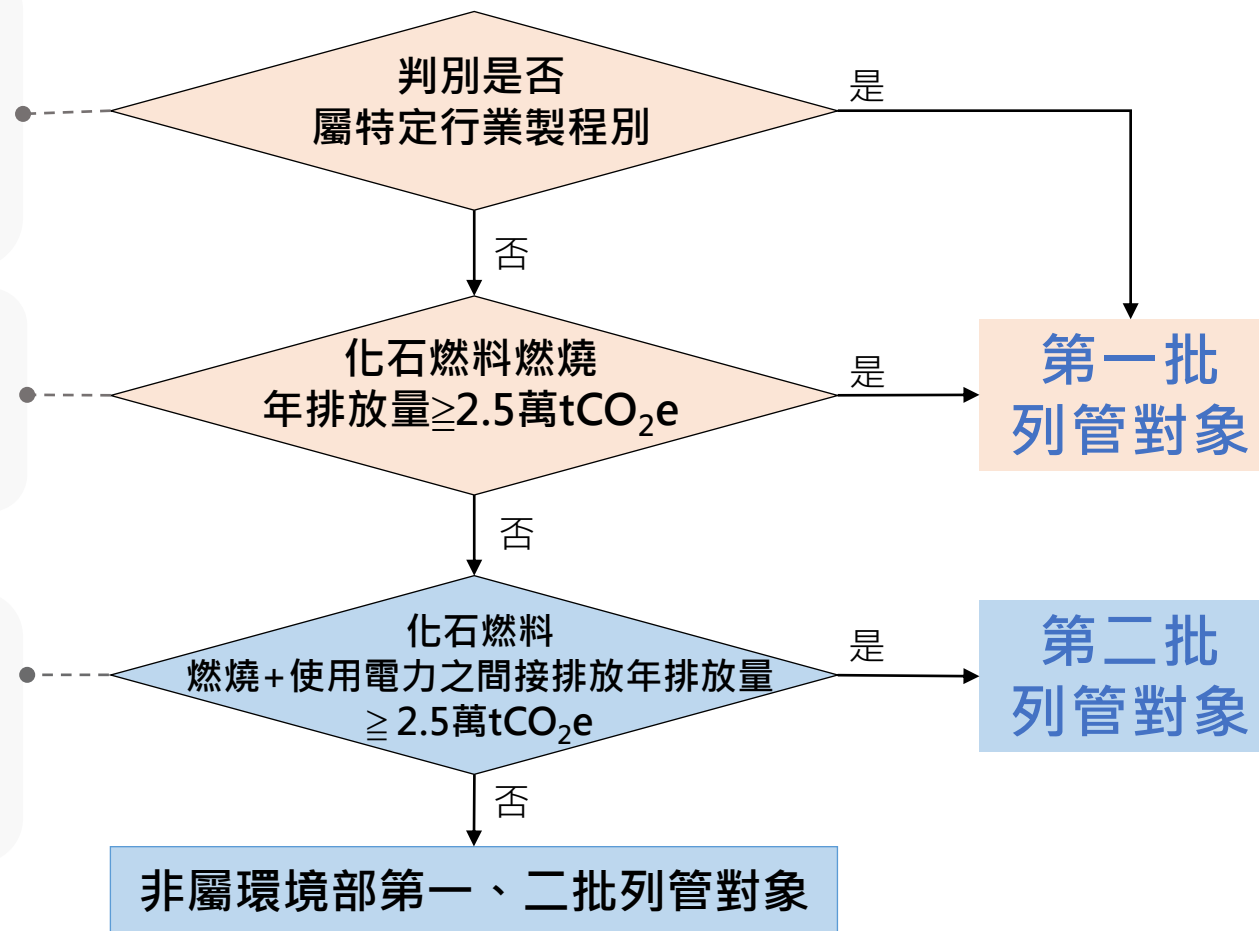 判別是否
屬特定行業製程別
是
否
化石燃料燃燒
年排放量≧2.5萬tCO₂e
是
第一批
列管對象
否
化石燃料
燃燒+使用電力之間接排放年排放量
≧ 2.5萬tCO₂e
是
第二批
列管對象
否
非屬環境部第一、二批列管對象